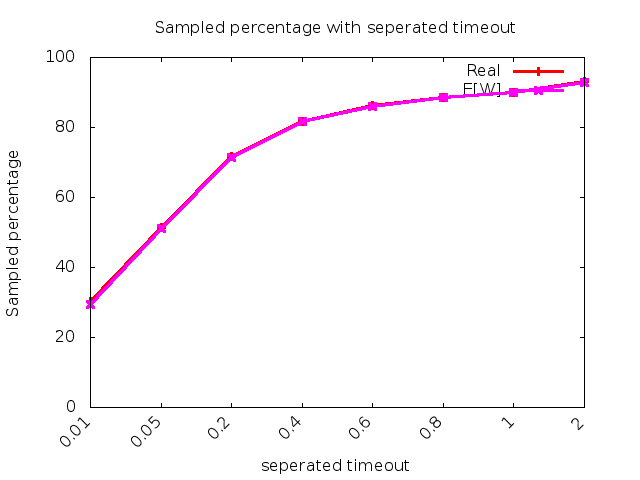 Sampled percentage with seperated timeout
100
80
60
40
20
0
Sampled percentage
Real
E[W]
0.01 0.05 0.2 0.4 0.6 0.8 1 2
seperated timeout